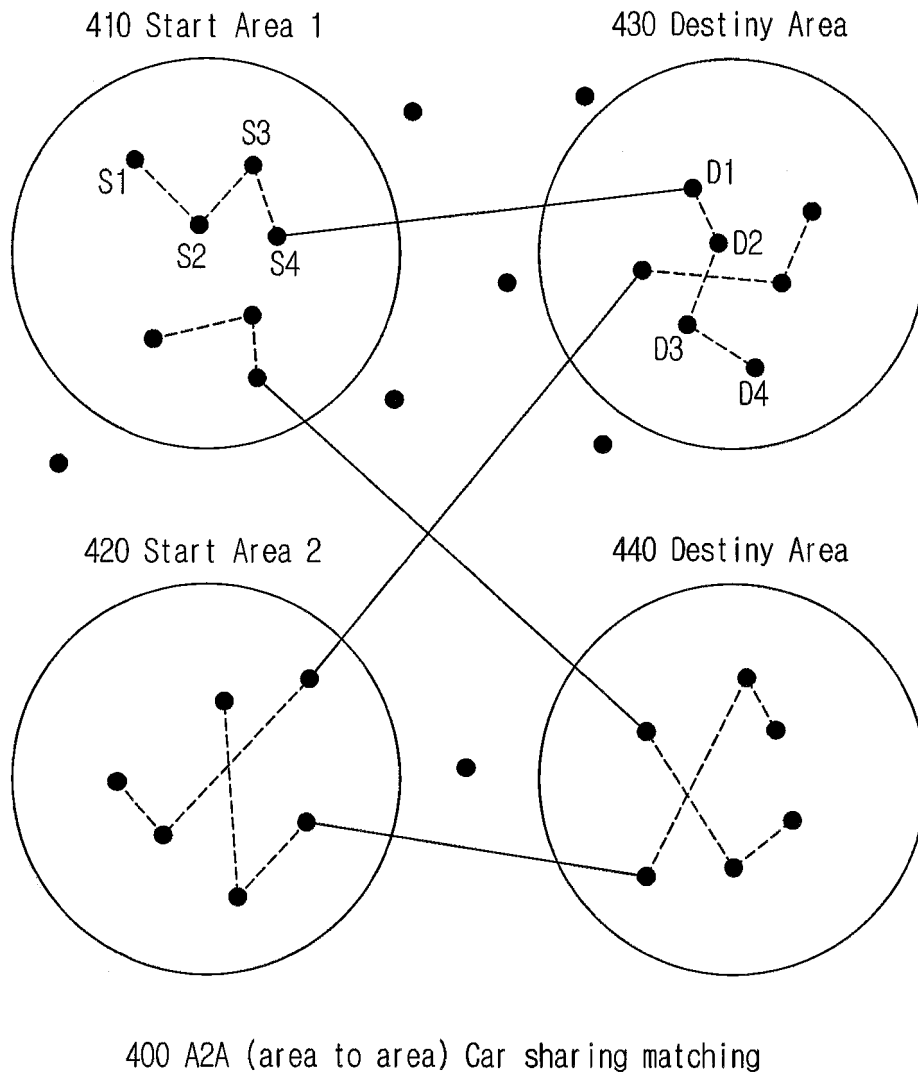 410 Start Area 1
430 Destiny Area
S1
S2
S3
S4
D1
D2
D3
D4
420 Start Area 2
440 Destiny Area
400 A2A (area to area) Car sharing matching